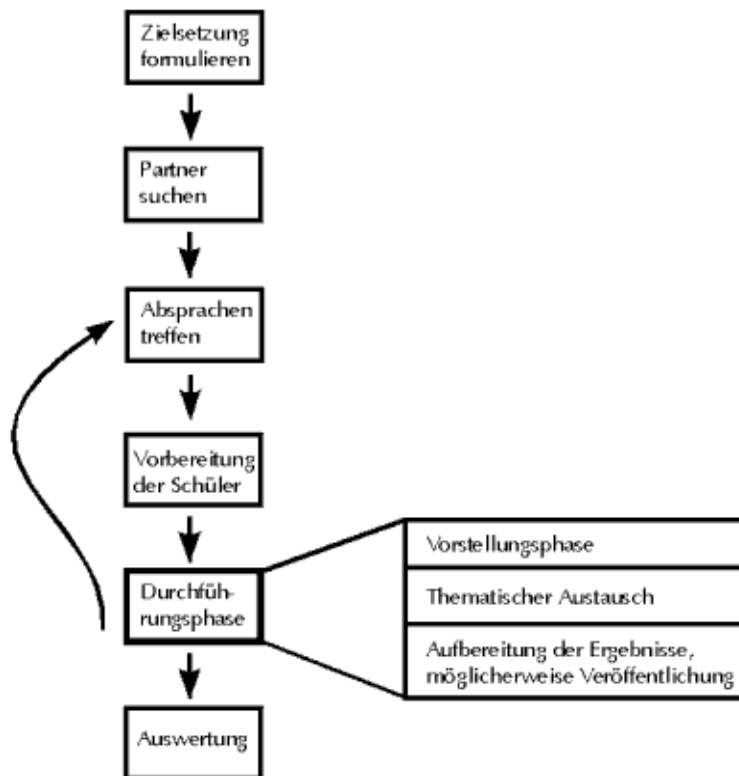 Zielsetzung
formulieren
Partner
suchen
Absprachen
treffen
Vorbereitung
der Schüler
Durchfüh-
rungsphase
Vorstellungsphase
Thematischer Austausch
Aufbereitung der Ergebnisse,
möglicherweise Veröffentlichung
Auswertung